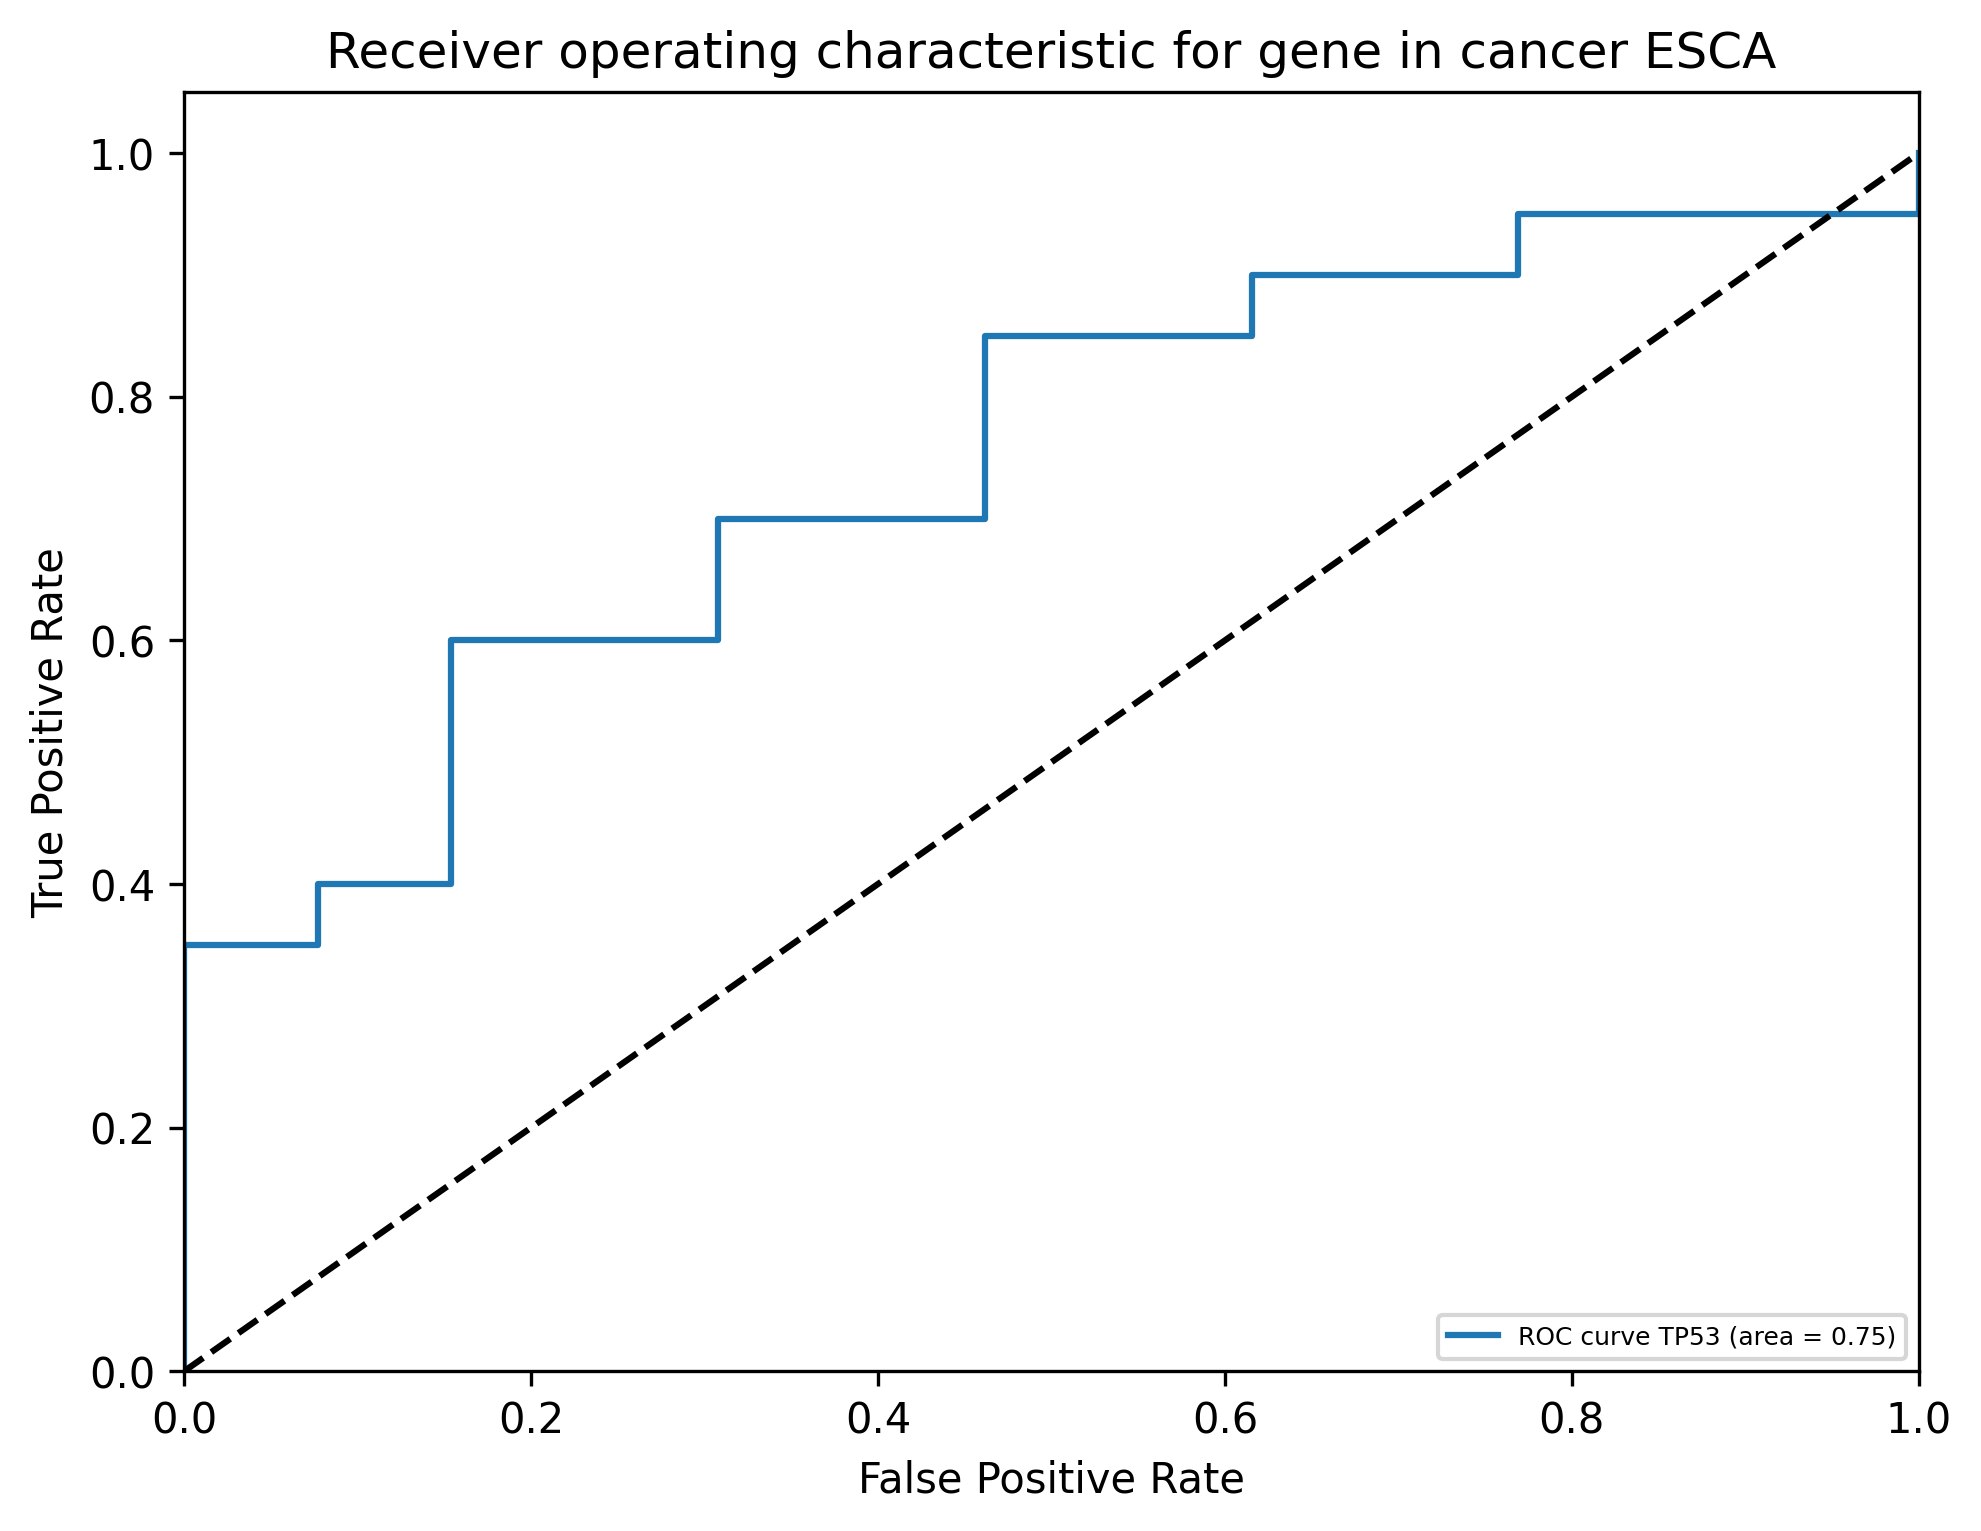 Receiver operating characteristic for gene in cancer ESCA
True Positive Rate
1.0
0.8
0.6
0.4
0.2
0.0
0.0 0.2 0.4 0.6 0.8 1.0
False Positive Rate
ROC curve TP53 (area = 0.75)